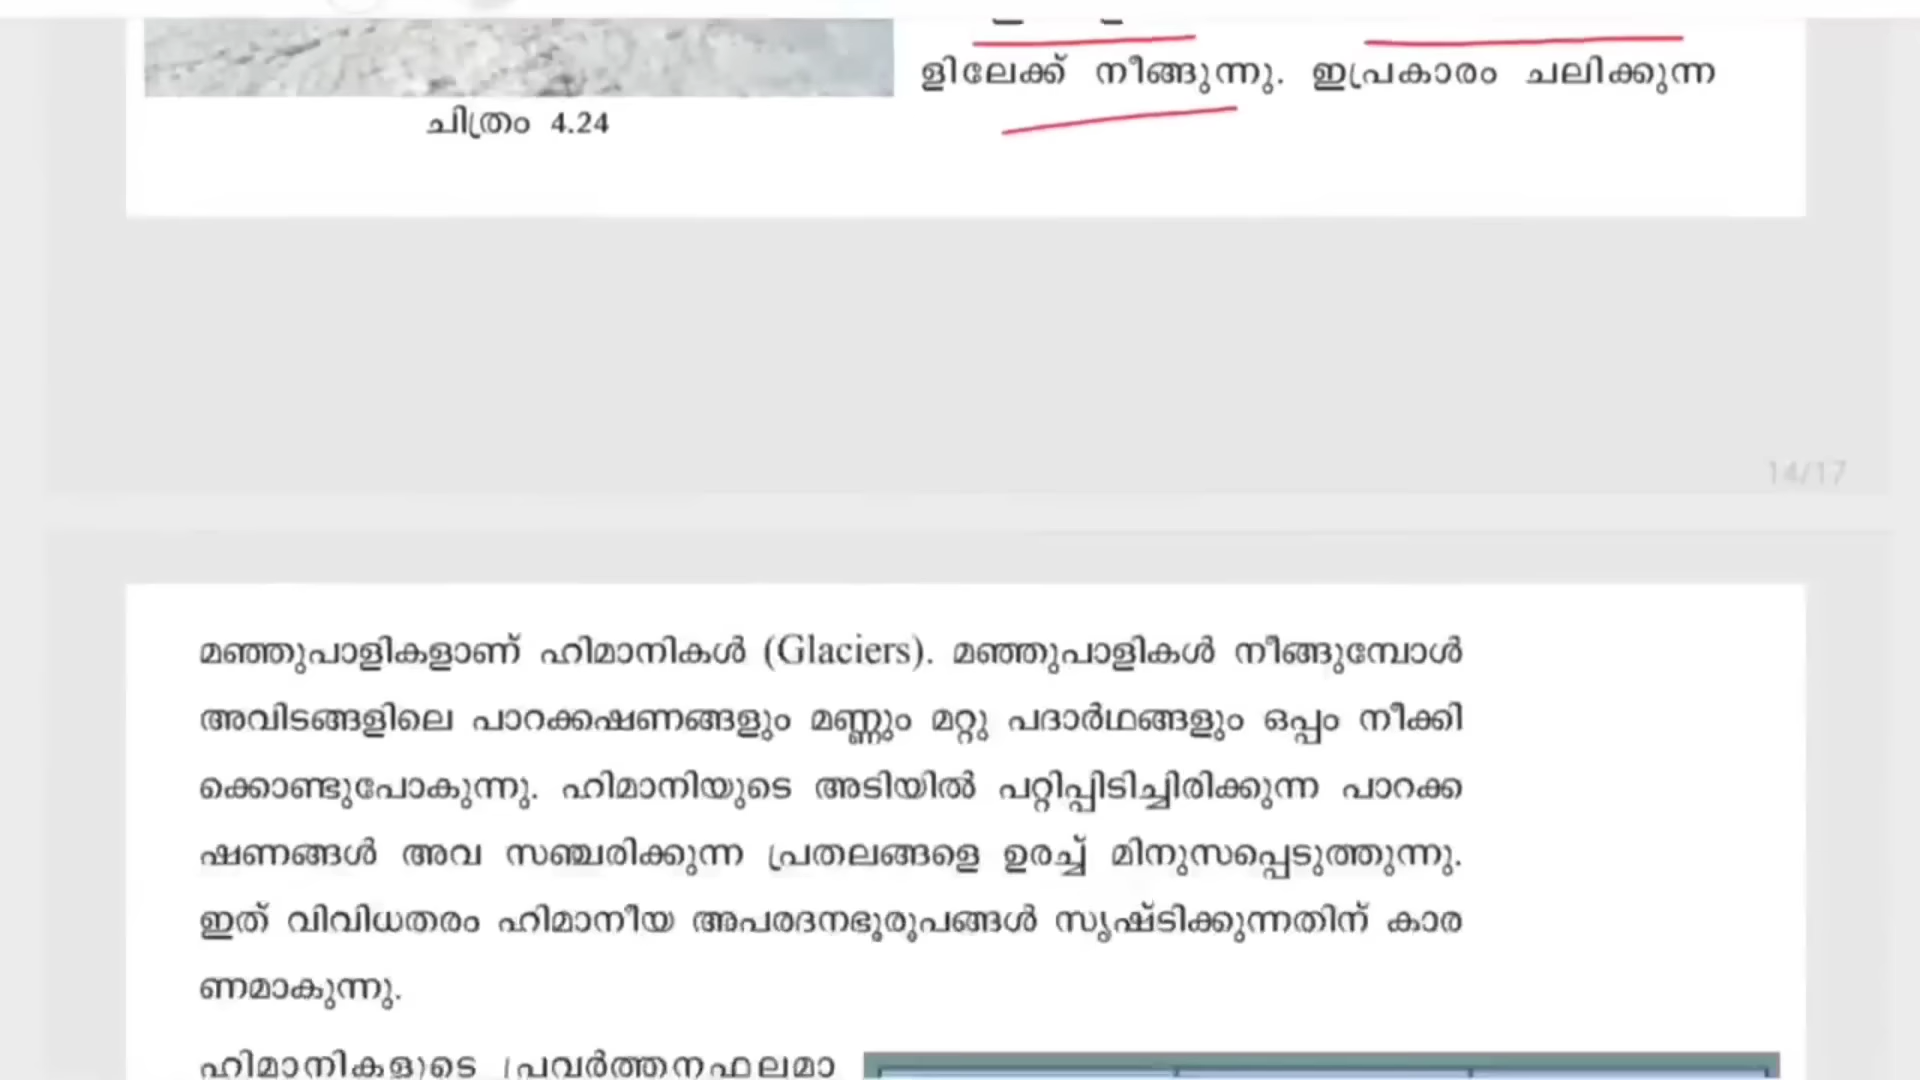 ളിലേക്ക് നീങ്ങുന്നു. ഇപ്രകാരം ചലിക്കുന്ന
ചിത്രം 4.24
14/17
മഞ്ഞുപാളികളാണ് ഹിമാനികൾ (Glaciers). മഞ്ഞുപാളികൾ നീങ്ങുമ്പോൾ
അവിടങ്ങളിലെ പാറക്കഷണങ്ങളും മണ്ണും മറ്റു പദാർഥങ്ങളും ഒപ്പം നീക്കി
ക്കൊണ്ടുപോകുന്നു. ഹിമാനിയുടെ അടിയിൽ പറ്റിപ്പിടിച്ചിരിക്കുന്ന പാറക്ക
ഷണങ്ങൾ അവ സഞ്ചരിക്കുന്ന പ്രതലങ്ങളെ ഉരച്ച് മിനുസപ്പെടുത്തുന്നു.
ഇത് വിവിധതരം ഹിമാനീയ അപരദനഭൂരൂപങ്ങൾ സൃഷ്ടിക്കുന്നതിന് കാര
ണമാകുന്നു.
ഹിമാനികളുടെ പ്രവർത്തനഫലമാ